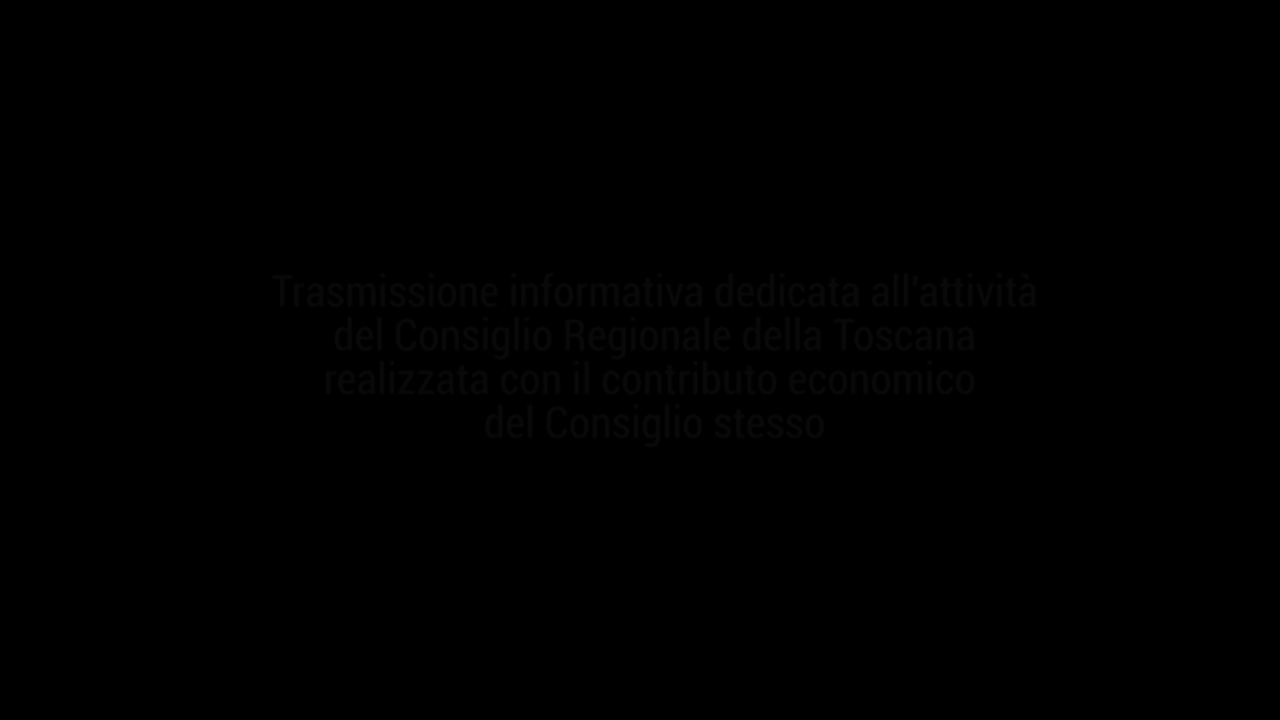 Trasmissione informativa dedicata all'attività
del Consiglio Regionale della Toscana
realizzata con il contributo economico
del Consiglio stesso